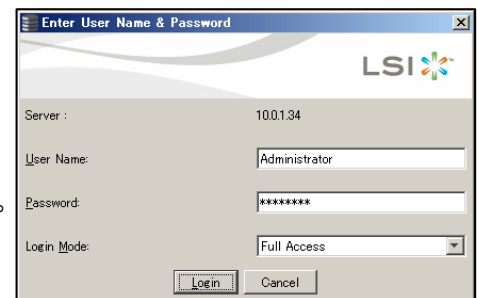 Enter User Name & Password
LSI
Server : 10.0.1.34
User Name: Administrator
Password: ********
Login Mode: Full Access
Login Cancel
。